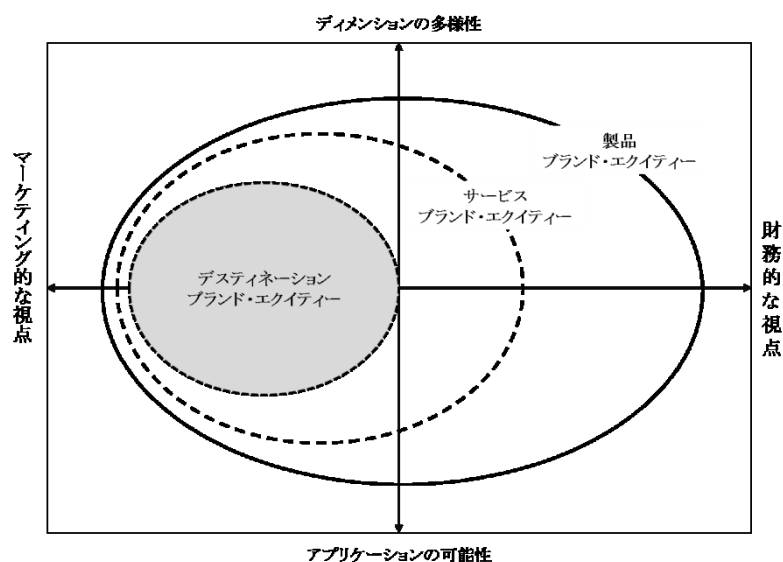 ディメンションの多様性
マーケティング的な視点
製品
ブランド・エクイティー
サービス
ブランド・エクイティー
デスティネーション
ブランド・エクイティー
財務的な視点
アプリケーションの可能性